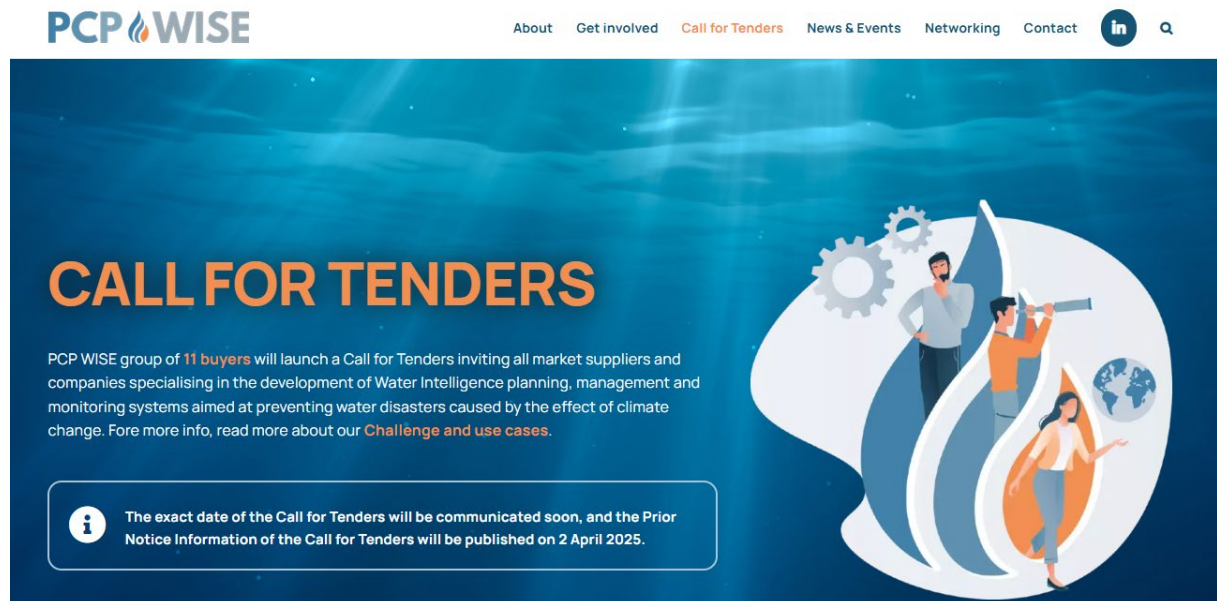 PCP WISE
About Get involved Call for Tenders News & Events Networking Contact in
CALL FOR TENDERS
PCP WISE group of 11 buyers will launch a Call for Tenders inviting all market suppliers and
companies specialising in the development of Water Intelligence planning, management and
monitoring systems aimed at preventing water disasters caused by the effect of climate
change. Fore more info, read more about our Challenge and use cases.
i
The exact date of the Call for Tenders will be communicated soon, and the Prior
Notice Information of the Call for Tenders will be published on 2 April 2025.